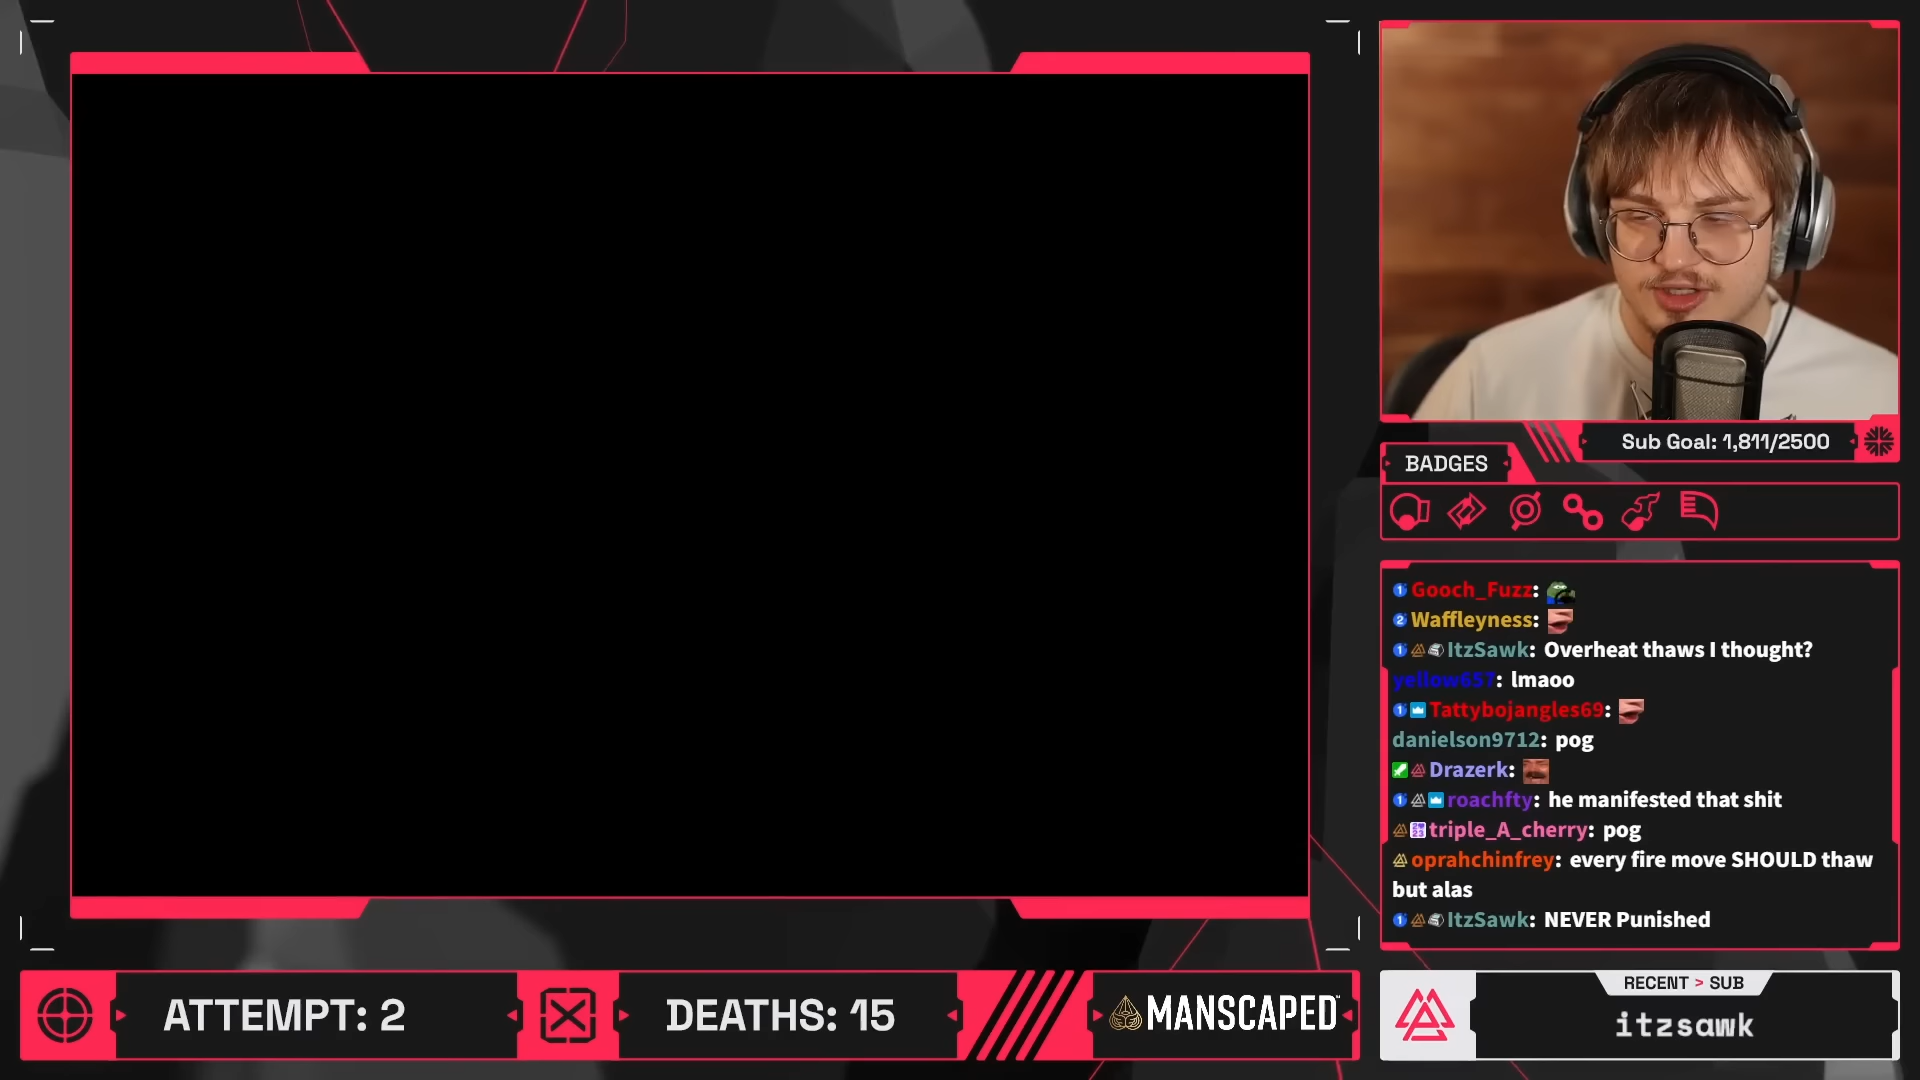 Sub Goal: 1,811/2500
BADGES
Gooch_Fuzz:
Waffleyness:
ItzSawk: Overheat thaws I thought?
yellow657: lmaoo
Tattybojangles69:
danielson9712: pog
Drazerk:
roachfty: he manifested that shit
triple_A_cherry: pog
oprahchinfrey: every fire move SHOULD thaw
but alas
ItzSawk: NEVER Punished
ATTEMPT: 2
DEATHS: 15
MANSCAPED™
RECENT > SUB
itzsawk